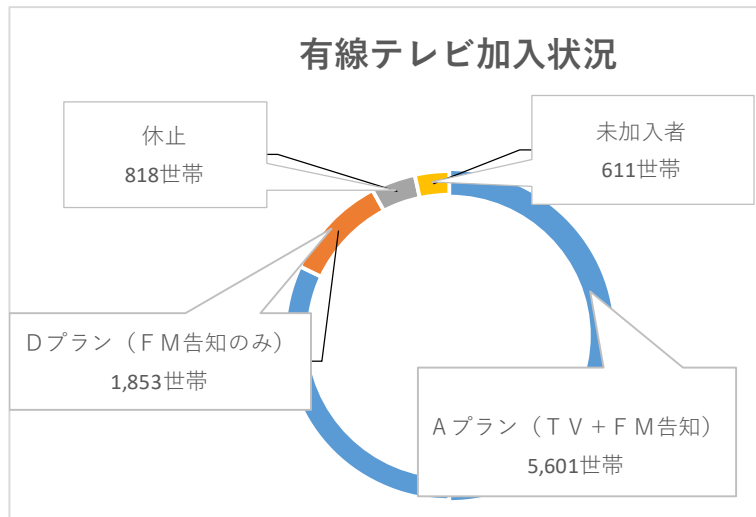 有線テレビ加入状況
休止
818世帯
未加入者
611世帯
Dプラン（ＦＭ告知のみ）
1,853世帯
Aプラン（ＴＶ＋ＦＭ告知）
5,601世帯